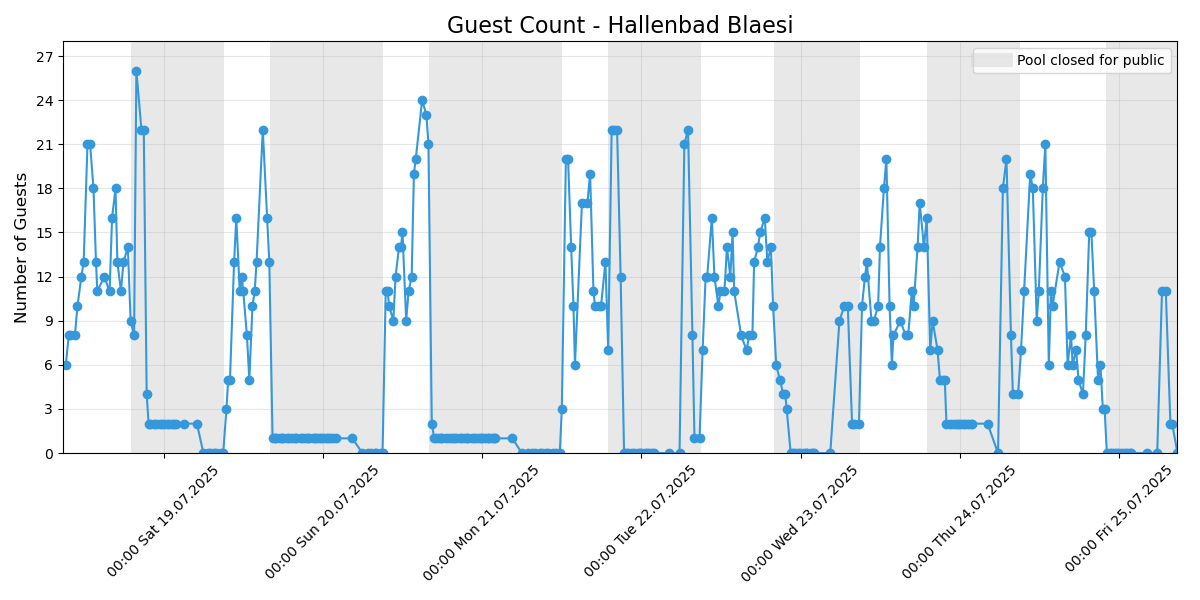 Guest Count - Hallenbad Blaesi
Pool closed for public
Number of Guests
27
24
21
18
15
12
9
6
3
0
00:00 Sat 19.07.2025
00:00 Sun 20.07.2025
00:00 Mon 21.07.2025
00:00 Tue 22.07.2025
00:00 Wed 23.07.2025
00:00 Thu 24.07.2025
00:00 Fri 25.07.2025